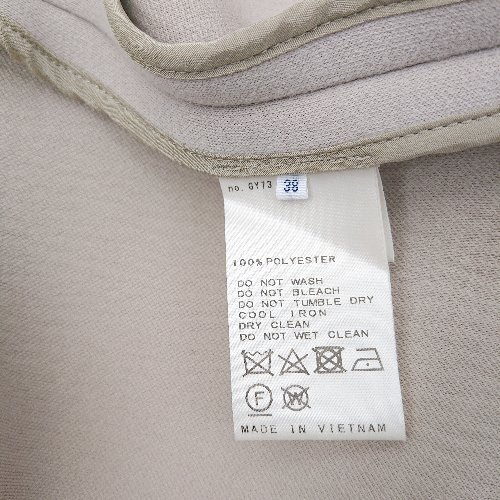 no. GY73 38
100% POLYESTER
DO NOT WASH
DO NOT BLEACH
DO NOT TUMBLE DRY
COOL IRON
DRY CLEAN
DO NOT WET CLEAN
F W
MADE IN VIETNAM